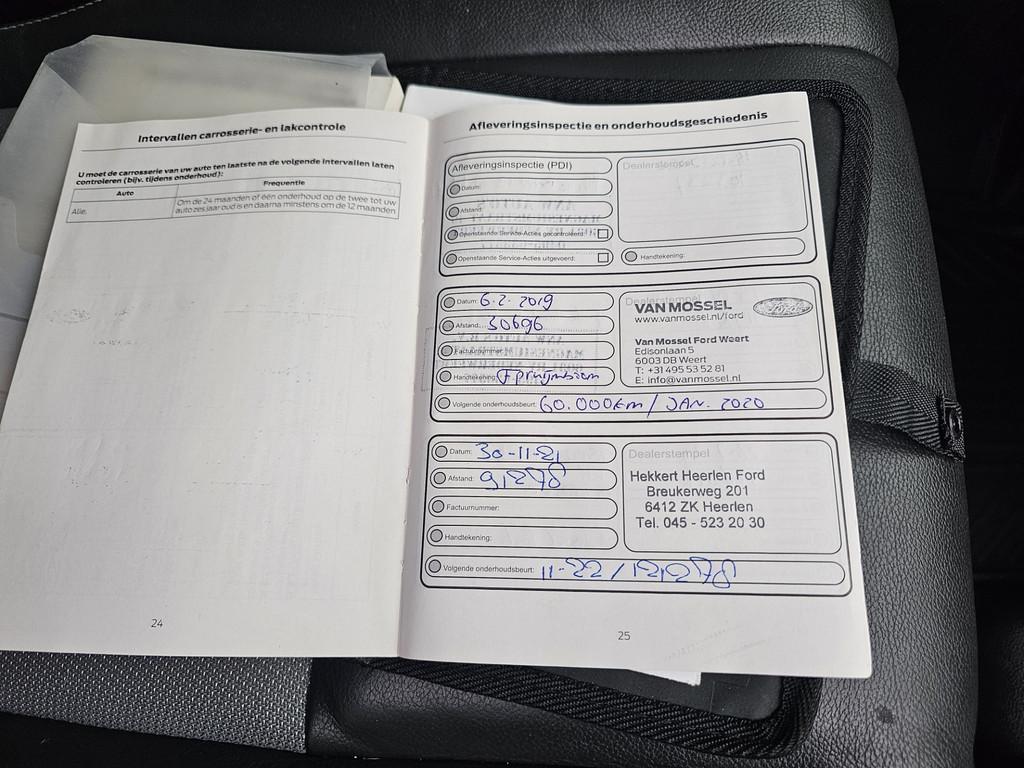 Intervallen carrosserie- en lakcontrole
U moet de carrosserie van uw auto ten laatste na de volgende intervallen laten
controleren (bijv. tijdens onderhoud):
Auto Frequentie
Alle. Om de 24 maanden of één onderhoud op de twee tot uw
auto zes jaar oud is en daarna minstens om de 12 maanden
24
Afleveringsinspectie en onderhoudsgeschiedenis
Afleveringsinspectie (PDI)
Dealerstempel
Datum:
Afstand:
Openstaande Service-Acties gecontroleerd:
Openstaande Service-Acties uitgevoerd:
Handtekening:
Datum: 6-2-2019
Afstand: 30696
Factuurnummer:
Handtekening:
Volgende onderhoudsbeurt: 60.000km / JAN. 2020
Dealerstempel
VAN MOSSEL
www.vanmossel.nl/ford
Ford
Van Mossel Ford Weert
Edisonlaan 5
6003 DB Weert
T: +31 495 53 52 81
E: info@vanmossel.nl
Datum: 30-11-21
Afstand:
Factuurnummer:
Handtekening:
Volgende onderhoudsbeurt: 11-22 /
Dealerstempel
Hekkert Heerlen Ford
Breukerweg 201
6412 ZK Heerlen
Tel. 045 - 523 20 30
25